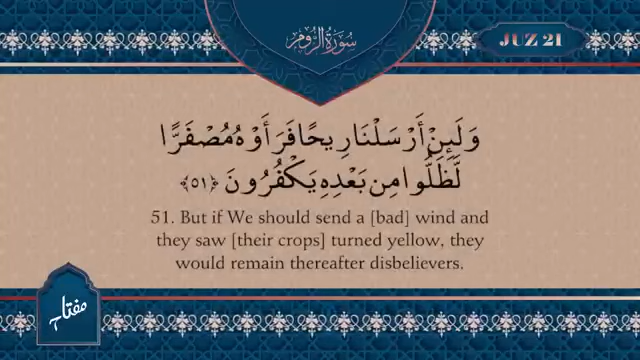 سُورَةُ الرُّومِ
JUZ 21
وَلَئِنْ أَرْسَلْنَا رِيحًا فَرَأَوْهُ مُصْفَرًّا
لَّظَلُّوا مِن بَعْدِهِ يَكْفُرُونَ ﴿٥١﴾
51. But if We should send a [bad] wind and
they saw [their crops] turned yellow, they
would remain thereafter disbelievers.
مفتاح